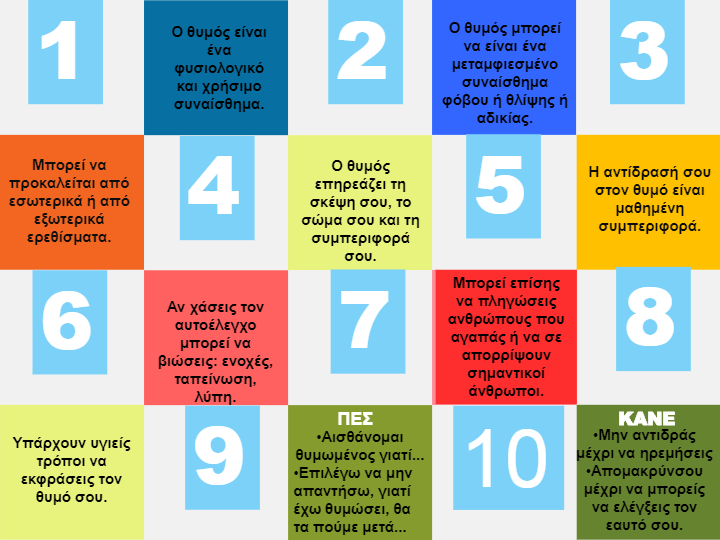 1
Ο θυμός είναι
ένα
φυσιολογικό
και χρήσιμο
συναίσθημα.
2
Ο θυμός μπορεί
να είναι ένα
μεταμφιεσμένο
συναίσθημα
φόβου ή θλίψης ή
αδικίας.
3
Μπορεί να
προκαλείται από
εσωτερικά ή από
εξωτερικά
ερεθίσματα.
4
Ο θυμός
επηρεάζει τη
σκέψη σου, το
σώμα σου και τη
συμπεριφορά
σου.
5
Η αντίδρασή σου
στον θυμό είναι
μαθημένη
συμπεριφορά.
6
Αν χάσεις τον
αυτοέλεγχο
μπορεί να
βιώσεις: ενοχές,
ταπείνωση,
λύπη.
7
Μπορεί επίσης
να πληγώσεις
ανθρώπους που
αγαπάς ή να σε
απορρίψουν
σημαντικοί
άνθρωποι.
8
Υπάρχουν υγιείς
τρόποι να
εκφράσεις τον
θυμό σου.
9
ΠΕΣ
•Αισθάνομαι
θυμωμένος γιατί...
•Επιλέγω να μην
απαντήσω, γιατί
έχω θυμώσει, θα
τα πούμε μετά...
10
ΚΑΝΕ
•Μην αντιδράς
μέχρι να ηρεμήσεις
•Απομακρύνσου
μέχρι να μπορείς
να ελέγξεις τον
εαυτό σου.